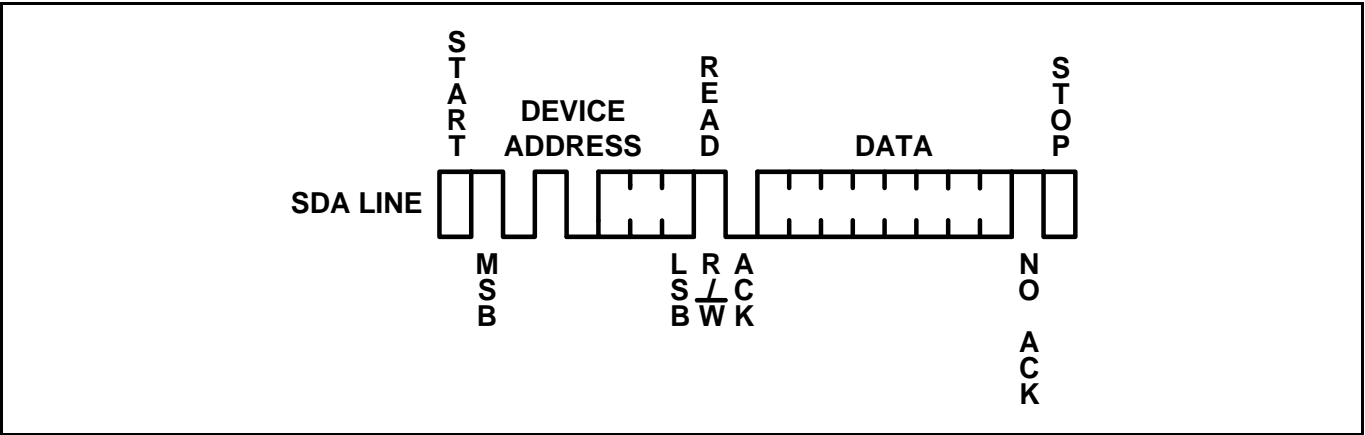 START
DEVICE
ADDRESS
READ
DATA
STOP
SDA LINE
MSB
LSB
R/W
ACK
NO ACK